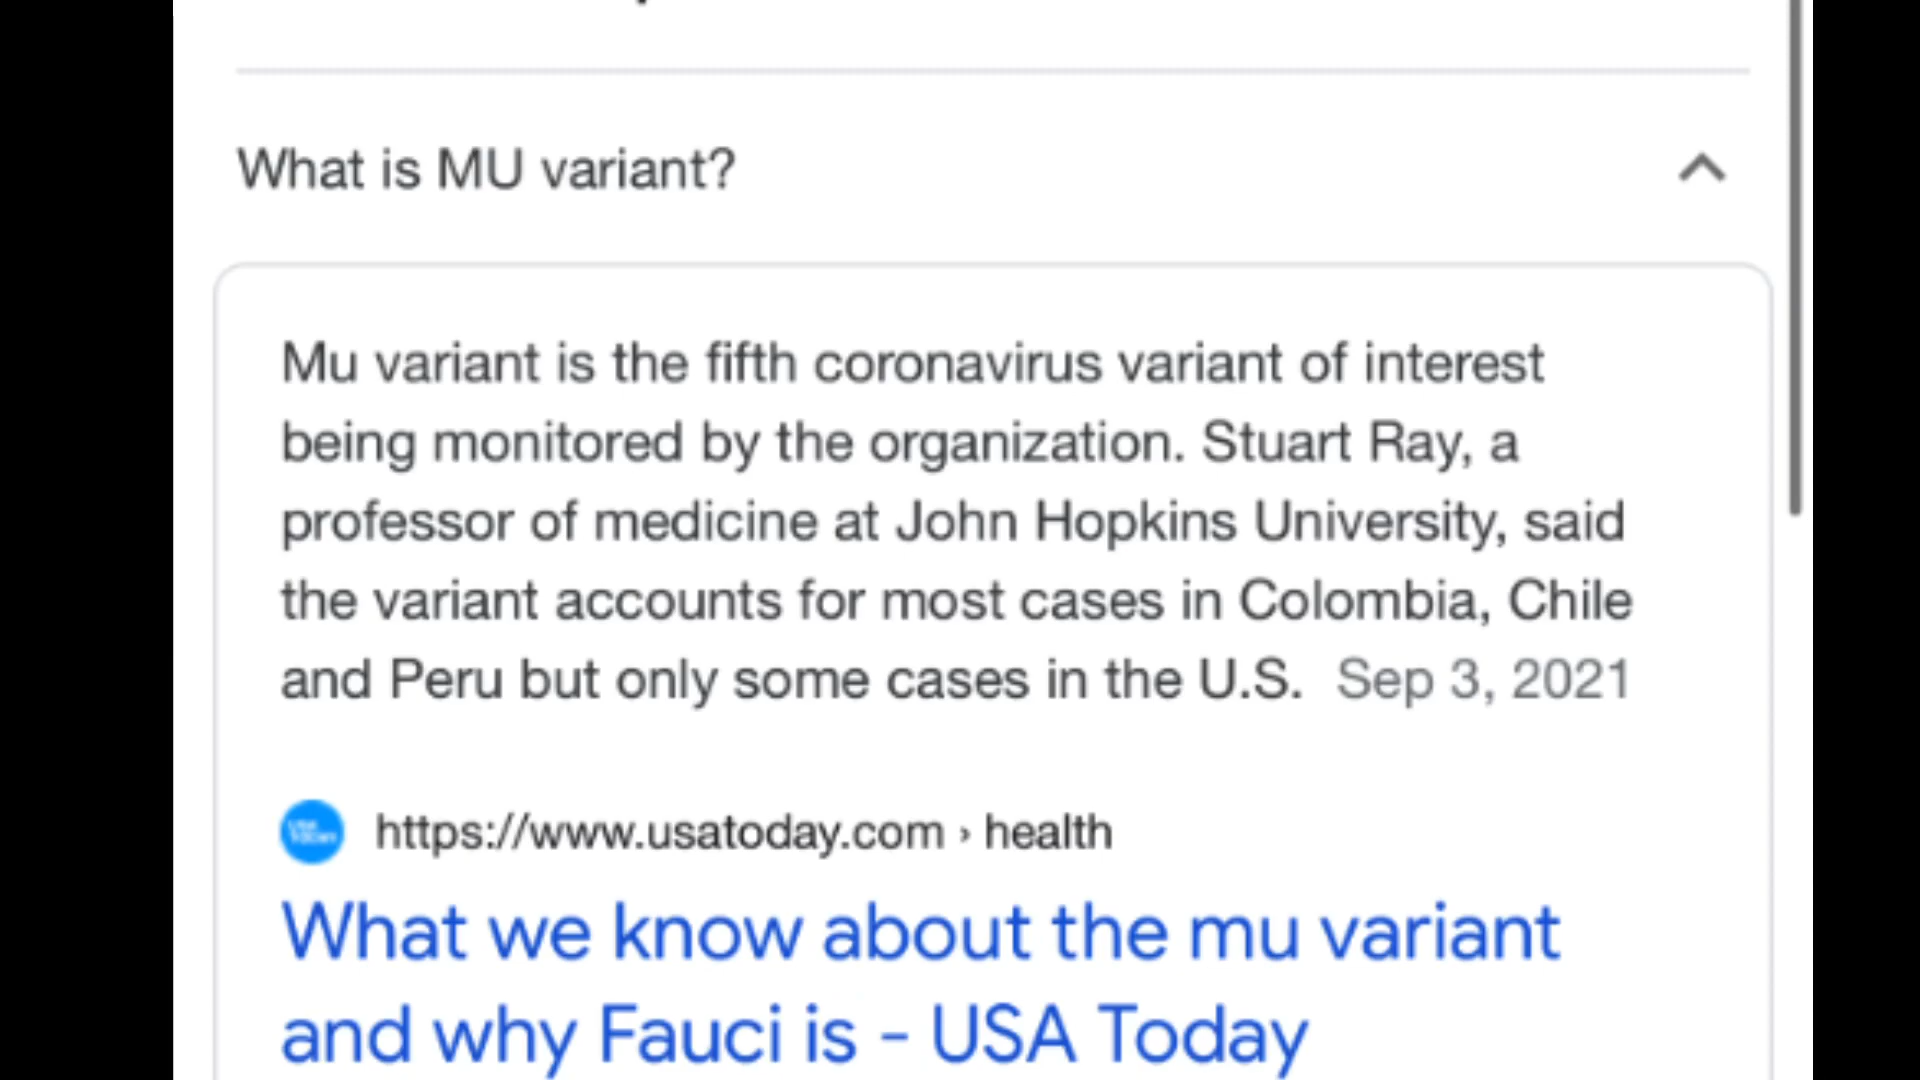 What is MU variant?
Mu variant is the fifth coronavirus variant of interest
being monitored by the organization. Stuart Ray, a
professor of medicine at John Hopkins University, said
the variant accounts for most cases in Colombia, Chile
and Peru but only some cases in the U.S. Sep 3, 2021
USA TODAY
https://www.usatoday.com › health
What we know about the mu variant
and why Fauci is - USA Today